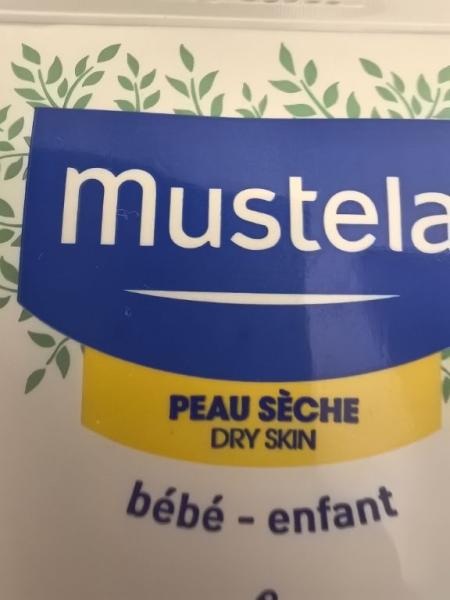 mustela
PEAU SÈCHE
DRY SKIN
bébé - enfant